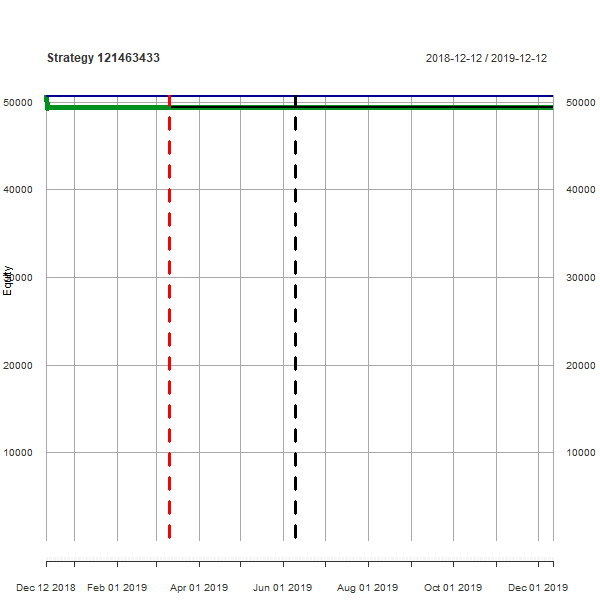 Strategy 121463433 2018-12-12 / 2019-12-12
50000 50000
40000 40000
30000 30000
Equity
20000 20000
10000 10000
Dec 12 2018 Feb 01 2019 Apr 01 2019 Jun 01 2019 Aug 01 2019 Oct 01 2019 Dec 01 2019